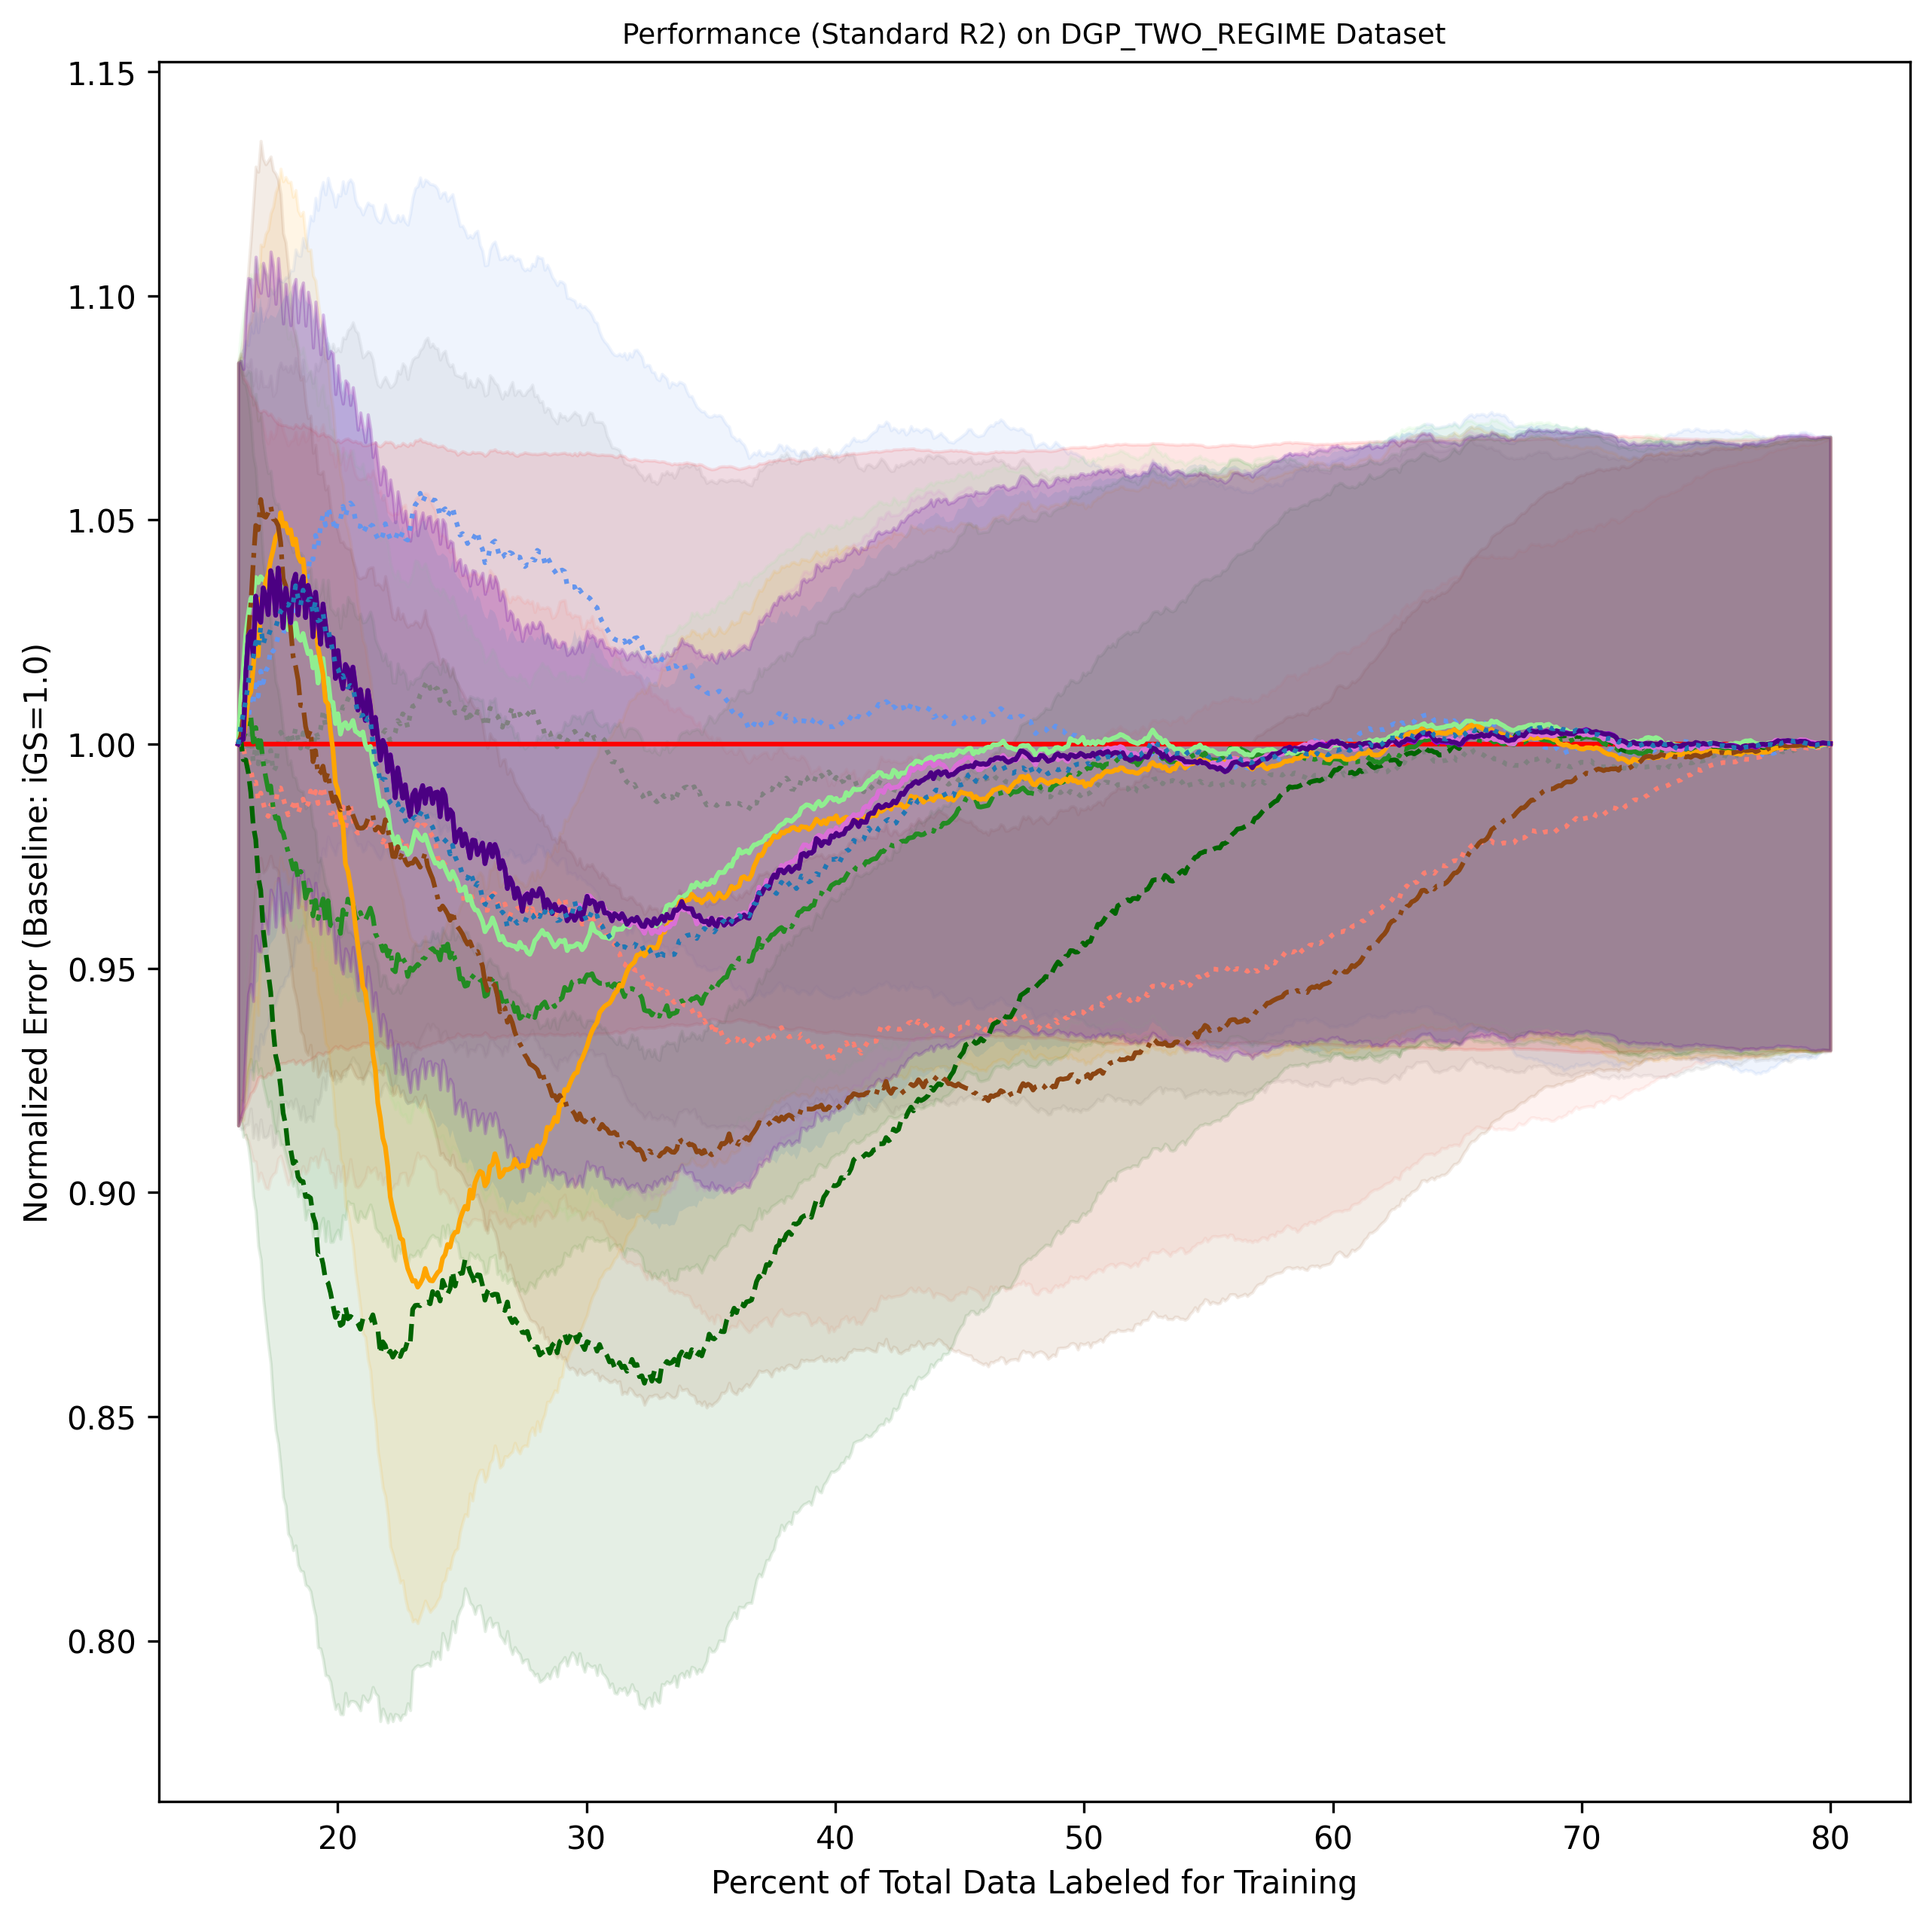 Performance (Standard R2) on DGP_TWO_REGIME Dataset
Normalized Error (Baseline: iGS=1.0)
1.15
1.10
1.05
1.00
0.95
0.90
0.85
0.80
20 30 40 50 60 70 80
Percent of Total Data Labeled for Training